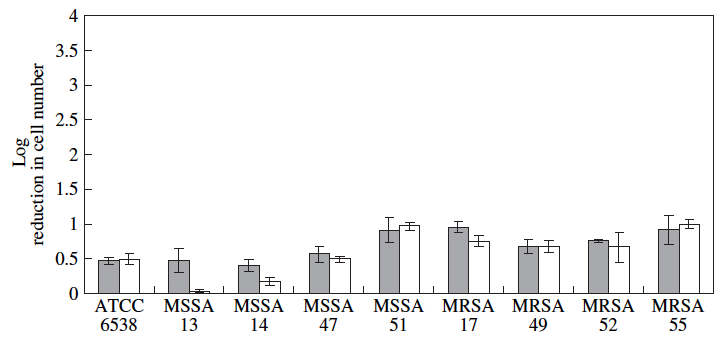 4
3.5
3
2.5
2
1.5
1
0.5
0
Log
reduction in cell number
ATCC MSSA MSSA MSSA MSSA MRSA MRSA MRSA MRSA
6538 13 14 47 51 17 49 52 55